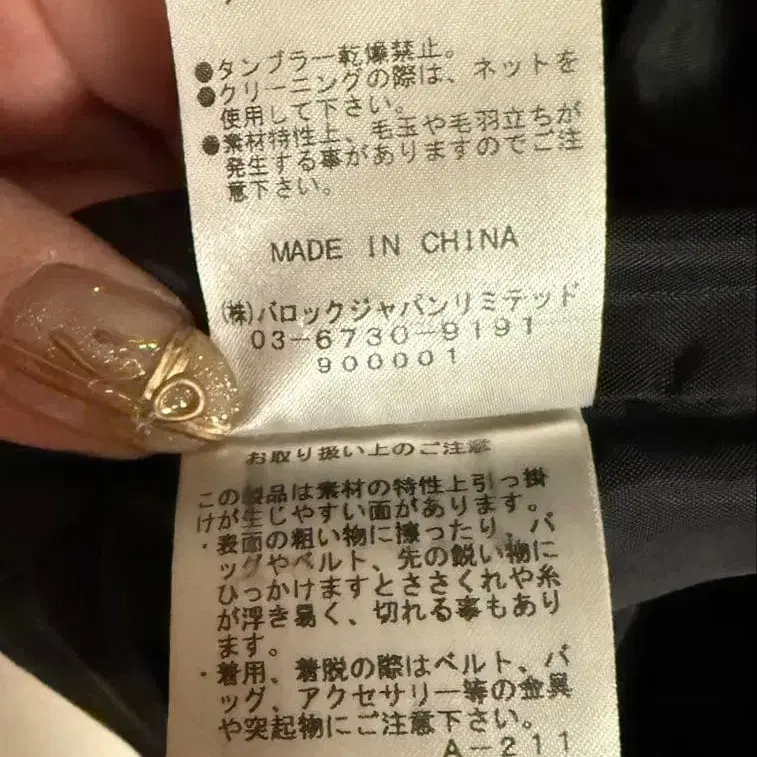 ●タンブラー乾燥禁止。
●クリーニングの際は、ネットを
使用して下さい。
●素材特性上、毛玉や毛羽立ちが
発生する事がありますのでご注
意下さい。
MADE IN CHINA
(株)バロックジャパンリミテッド
03-6730-9191
900001
お取り扱い上のご注意
この製品は素材の特性上引っ掛
けが生じやすい面があります。
・表面の粗い物に擦ったり、バ
ッグやベルト、先の鋭い物に
ひっかけますとささくれや糸
が浮き易く、切れる事もあり
ます。
・着用、着脱の際はベルト、バ
ッグ、アクセサリー等の金具
や突起物にご注意下さい。
A-211